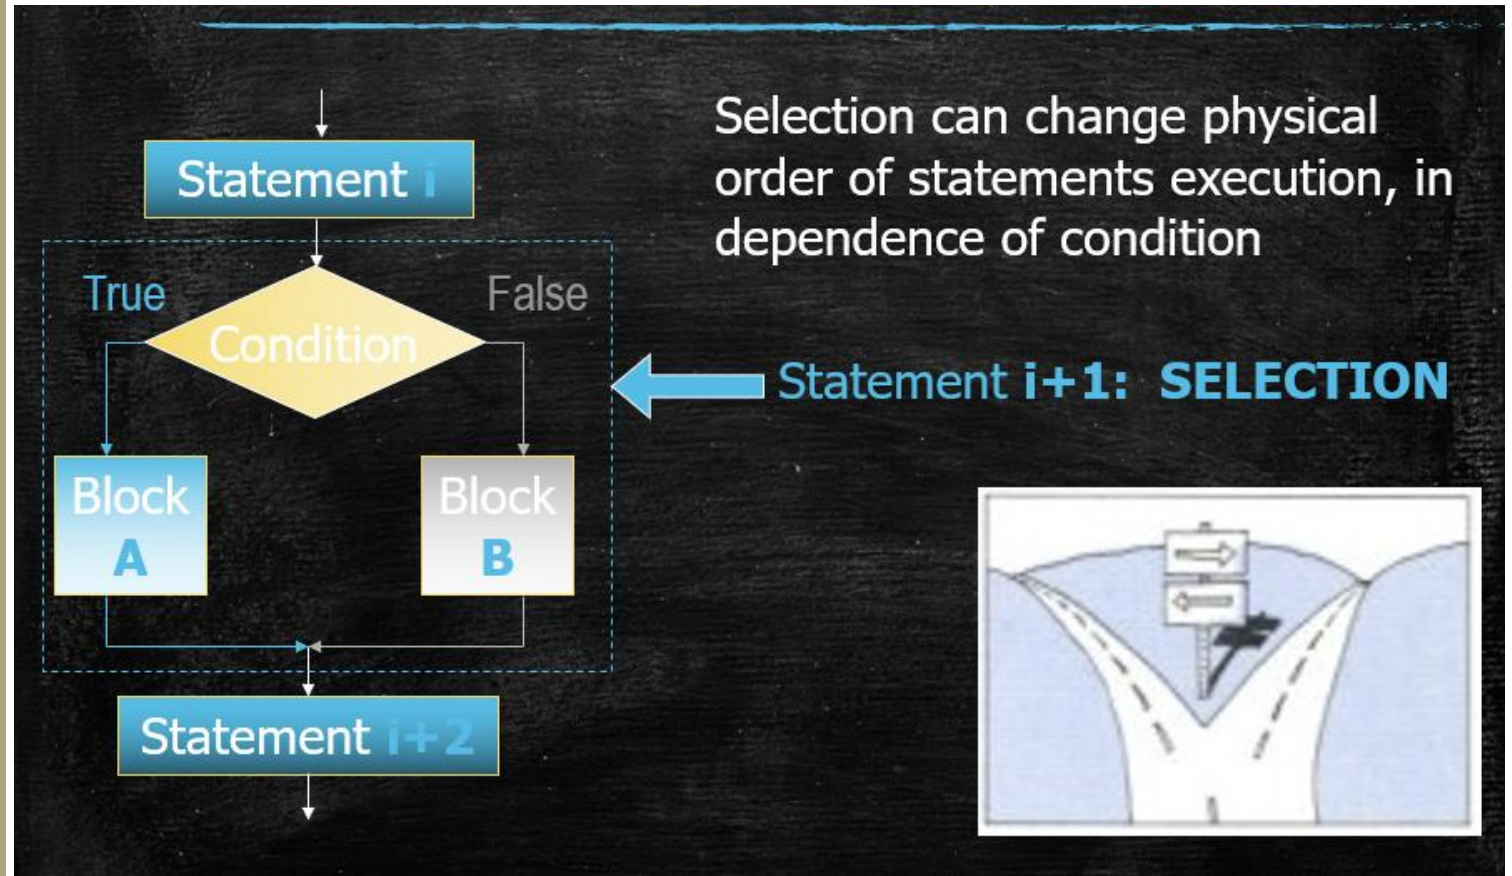 Selection can change physical
order of statements execution, in
dependence of condition
Statement i
True
False
Condition
Statement i+1: SELECTION
Block
A
Block
B
Statement i+2